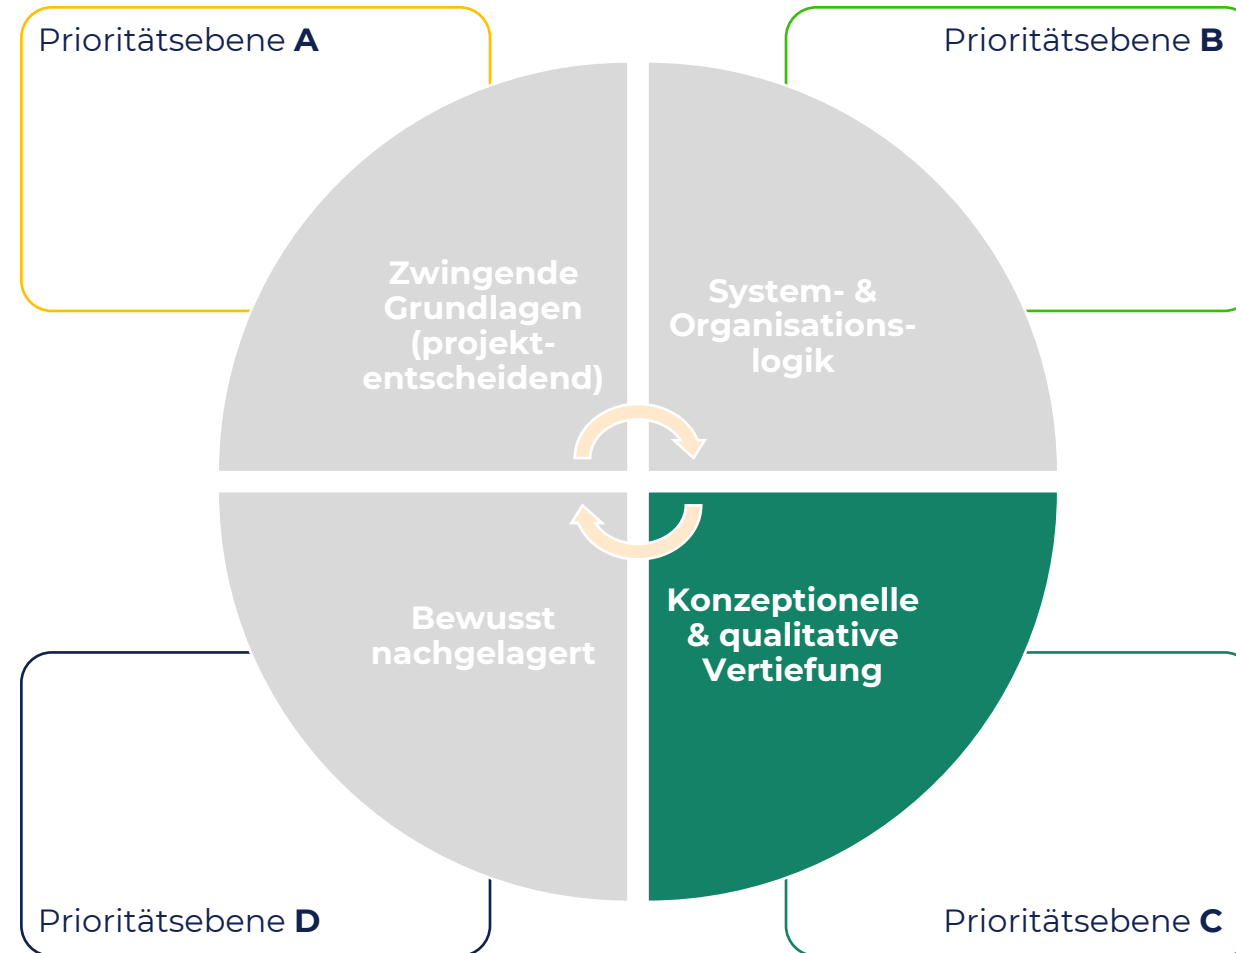 Prioritätsebene A
Prioritätsebene B
Zwingende
Grundlagen
(projekt-
entscheidend)
System- &
Organisations-
logik
Bewusst
nachgelagert
Konzeptionelle
& qualitative
Vertiefung
Prioritätsebene D
Prioritätsebene C